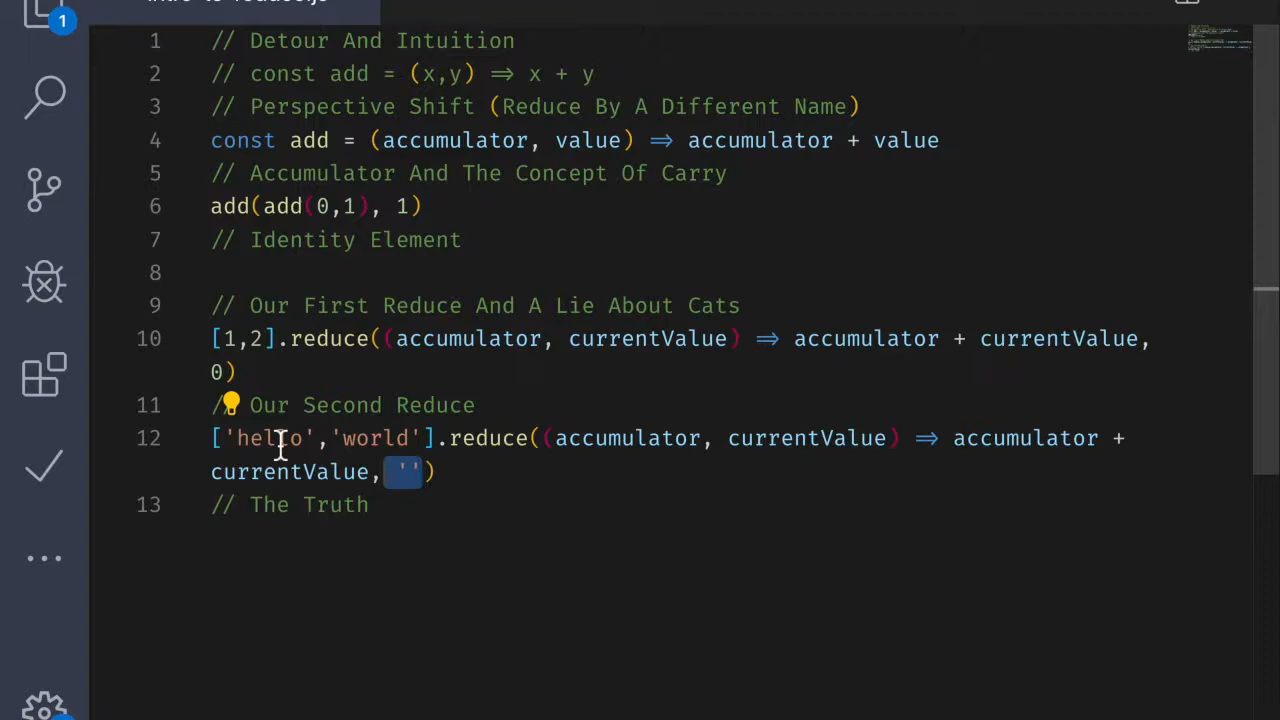 intro-to-reduce.js
1
1 // Detour And Intuition
2 // const add = (x,y) => x + y
3 // Perspective Shift (Reduce By A Different Name)
4 const add = (accumulator, value) => accumulator + value
5 // Accumulator And The Concept Of Carry
6 add(add(0,1), 1)
7 // Identity Element
8
9 // Our First Reduce And A Lie About Cats
10 [1,2].reduce((accumulator, currentValue) => accumulator + currentValue,
0)
11 // Our Second Reduce
12 ['hello','world'].reduce((accumulator, currentValue) => accumulator +
currentValue, '')
13 // The Truth